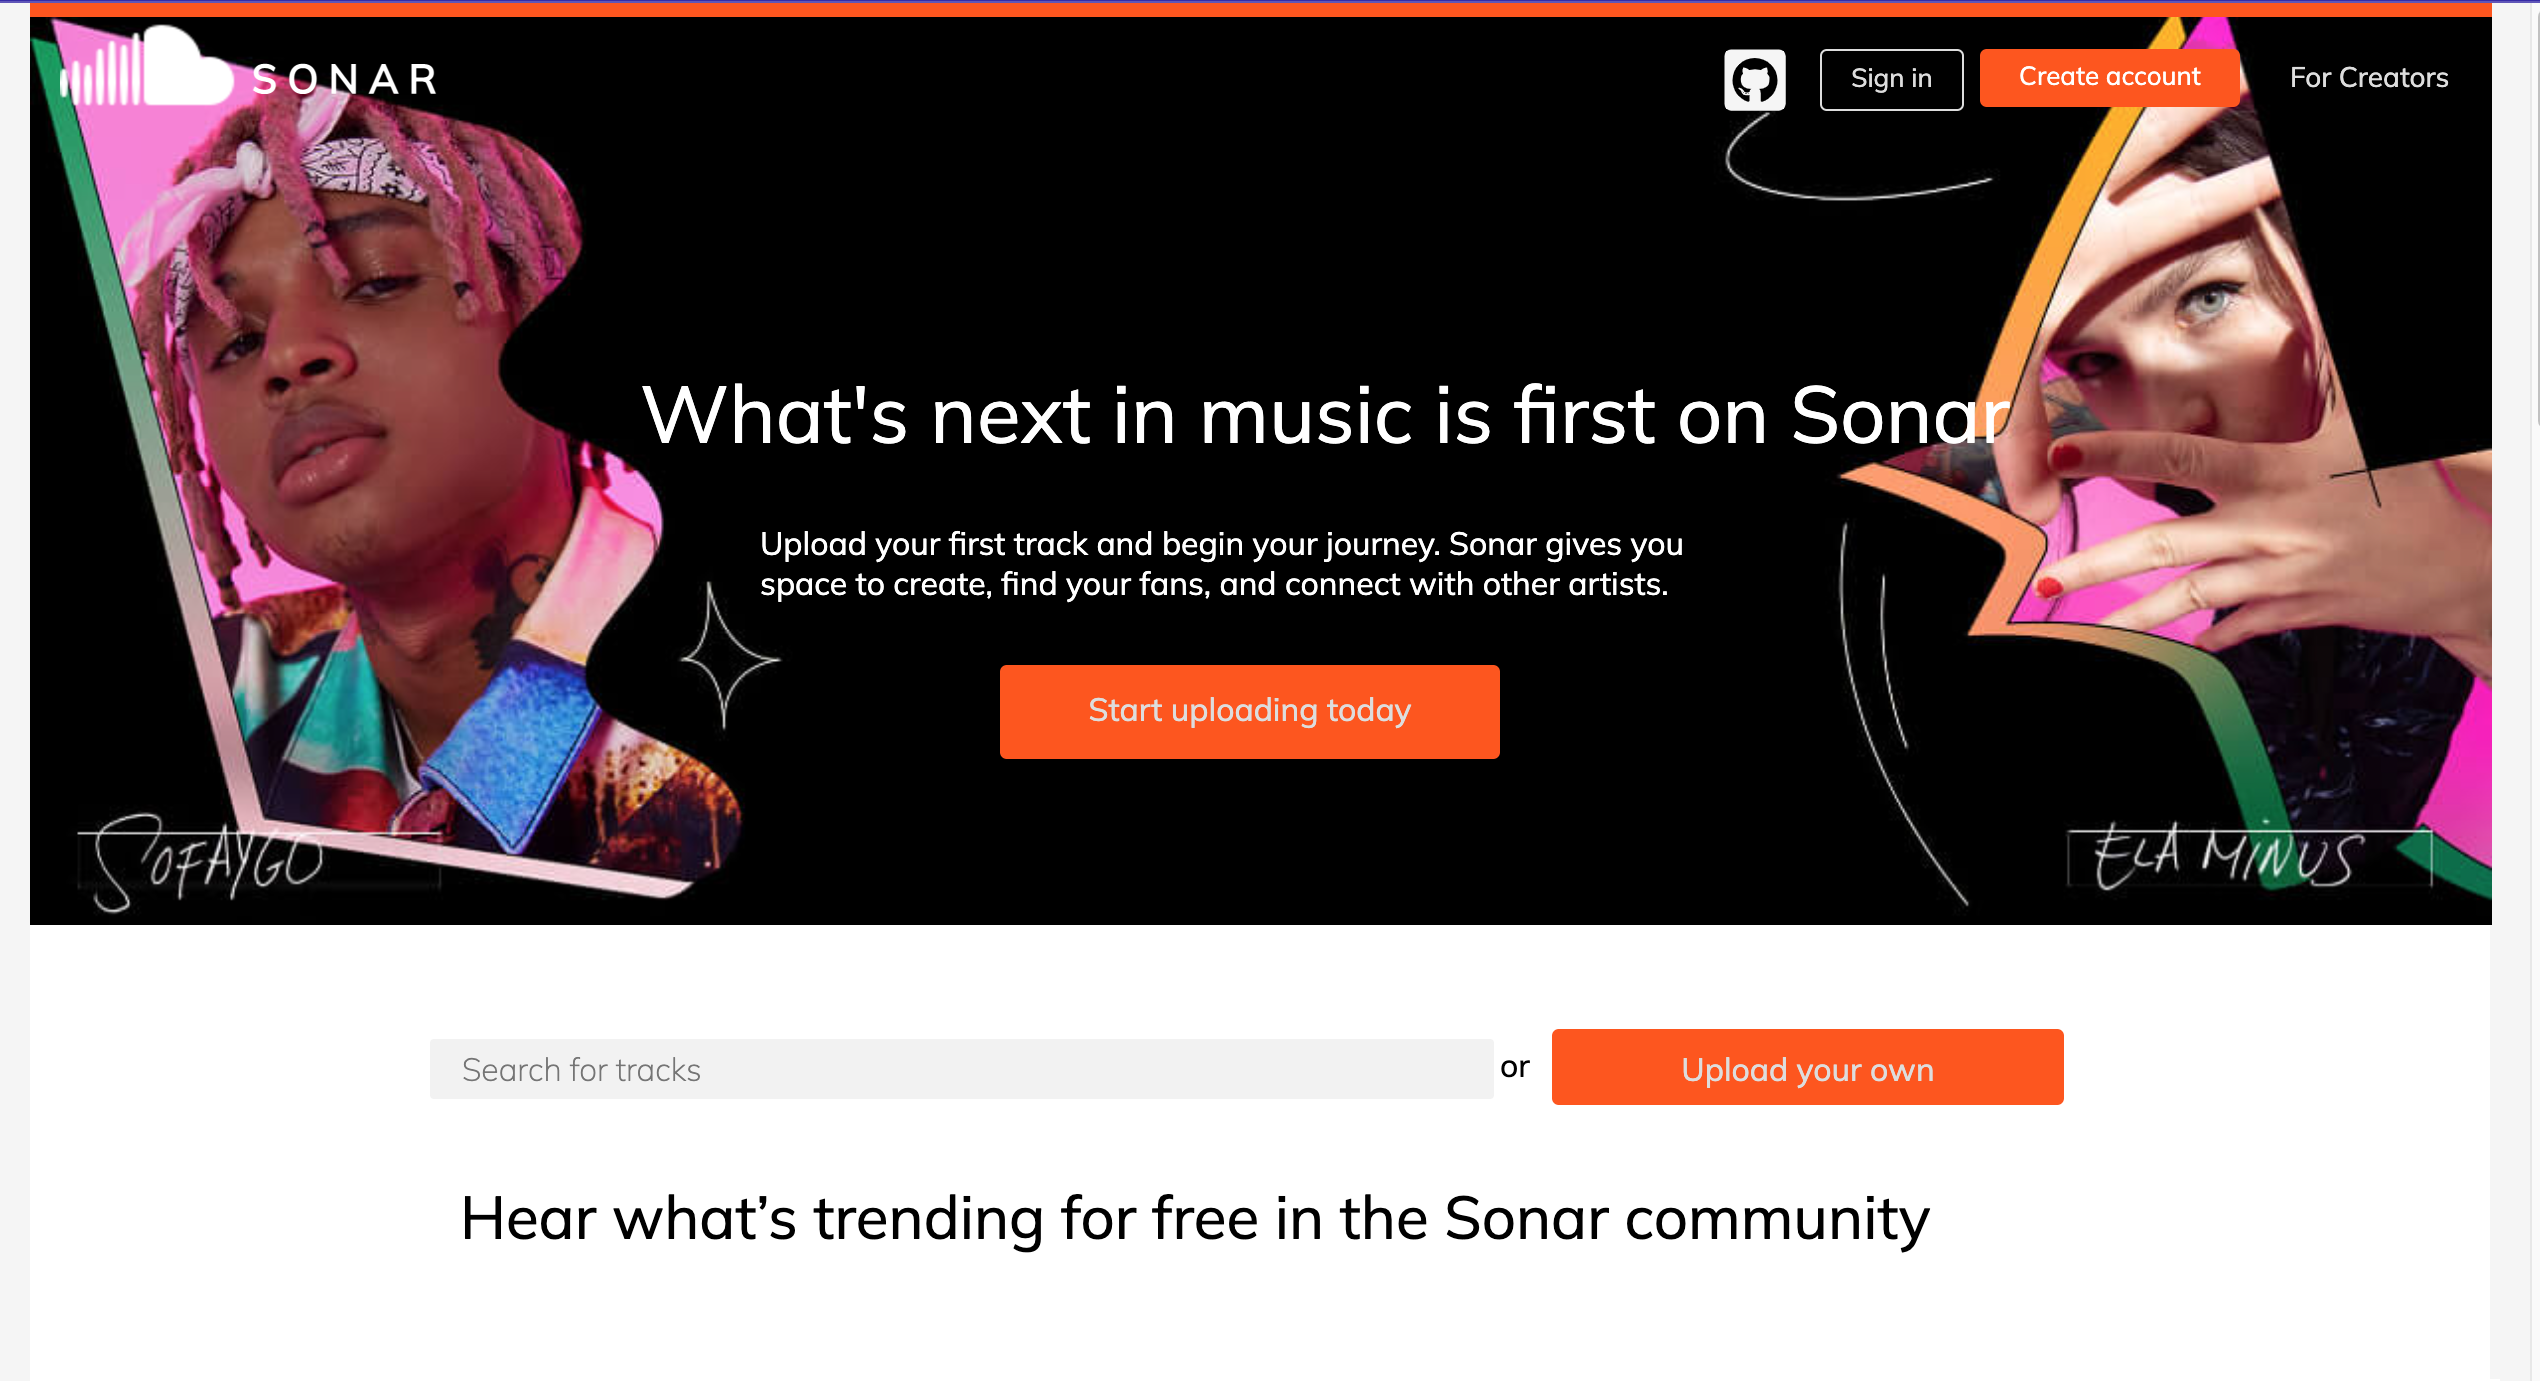 SONAR
Sign in
Create account
For Creators
What's next in music is first on Sonar
Upload your first track and begin your journey. Sonar gives you
space to create, find your fans, and connect with other artists.
Start uploading today
SOFAYGO
ELA MINUS
Search for tracks
or
Upload your own
Hear what’s trending for free in the Sonar community